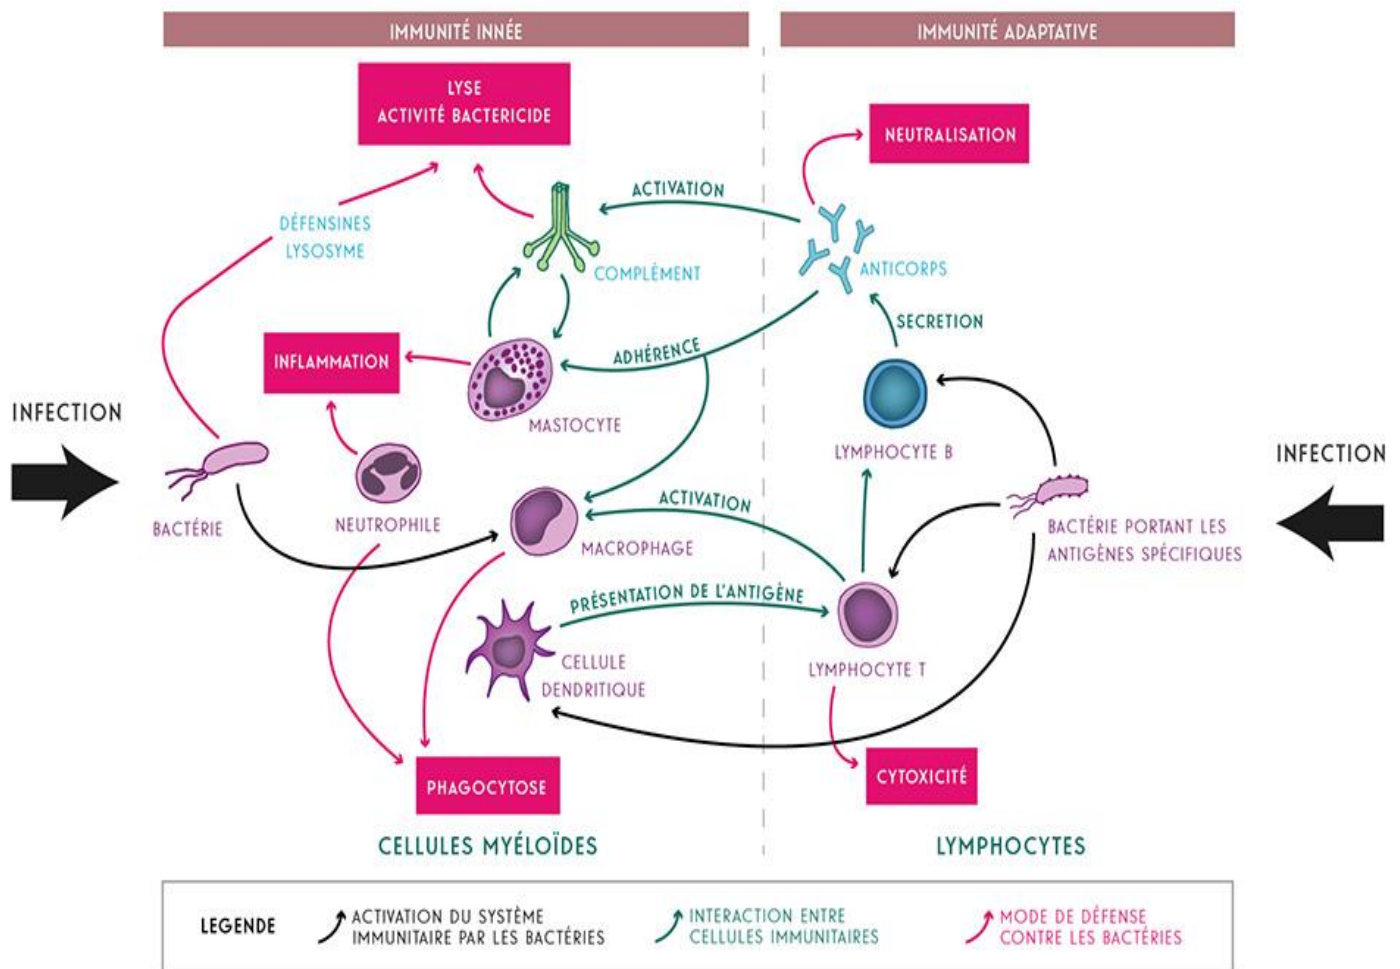 IMMUNITÉ INNÉE
IMMUNITÉ ADAPTATIVE
LYSE
ACTIVITÉ BACTERICIDE
NEUTRALISATION
ACTIVATION
DÉFENSINES
LYSOSYME
COMPLÉMENT
ANTICORPS
SECRETION
INFLAMMATION
ADHÉRENCE
MASTOCYTE
INFECTION
LYMPHOCYTE B
INFECTION
BACTÉRIE
NEUTROPHILE
ACTIVATION
MACROPHAGE
BACTÉRIE PORTANT LES
ANTIGÈNES SPÉCIFIQUES
PRÉSENTATION DE L'ANTIGÈNE
CELLULE
DENDRITIQUE
LYMPHOCYTE T
PHAGOCYTOSE
CYTOXICITÉ
CELLULES MYÉLOÏDES
LYMPHOCYTES
LEGENDE
ACTIVATION DU SYSTÈME
IMMUNITAIRE PAR LES BACTÉRIES
INTERACTION ENTRE
CELLULES IMMUNITAIRES
MODE DE DÉFENSE
CONTRE LES BACTÉRIES